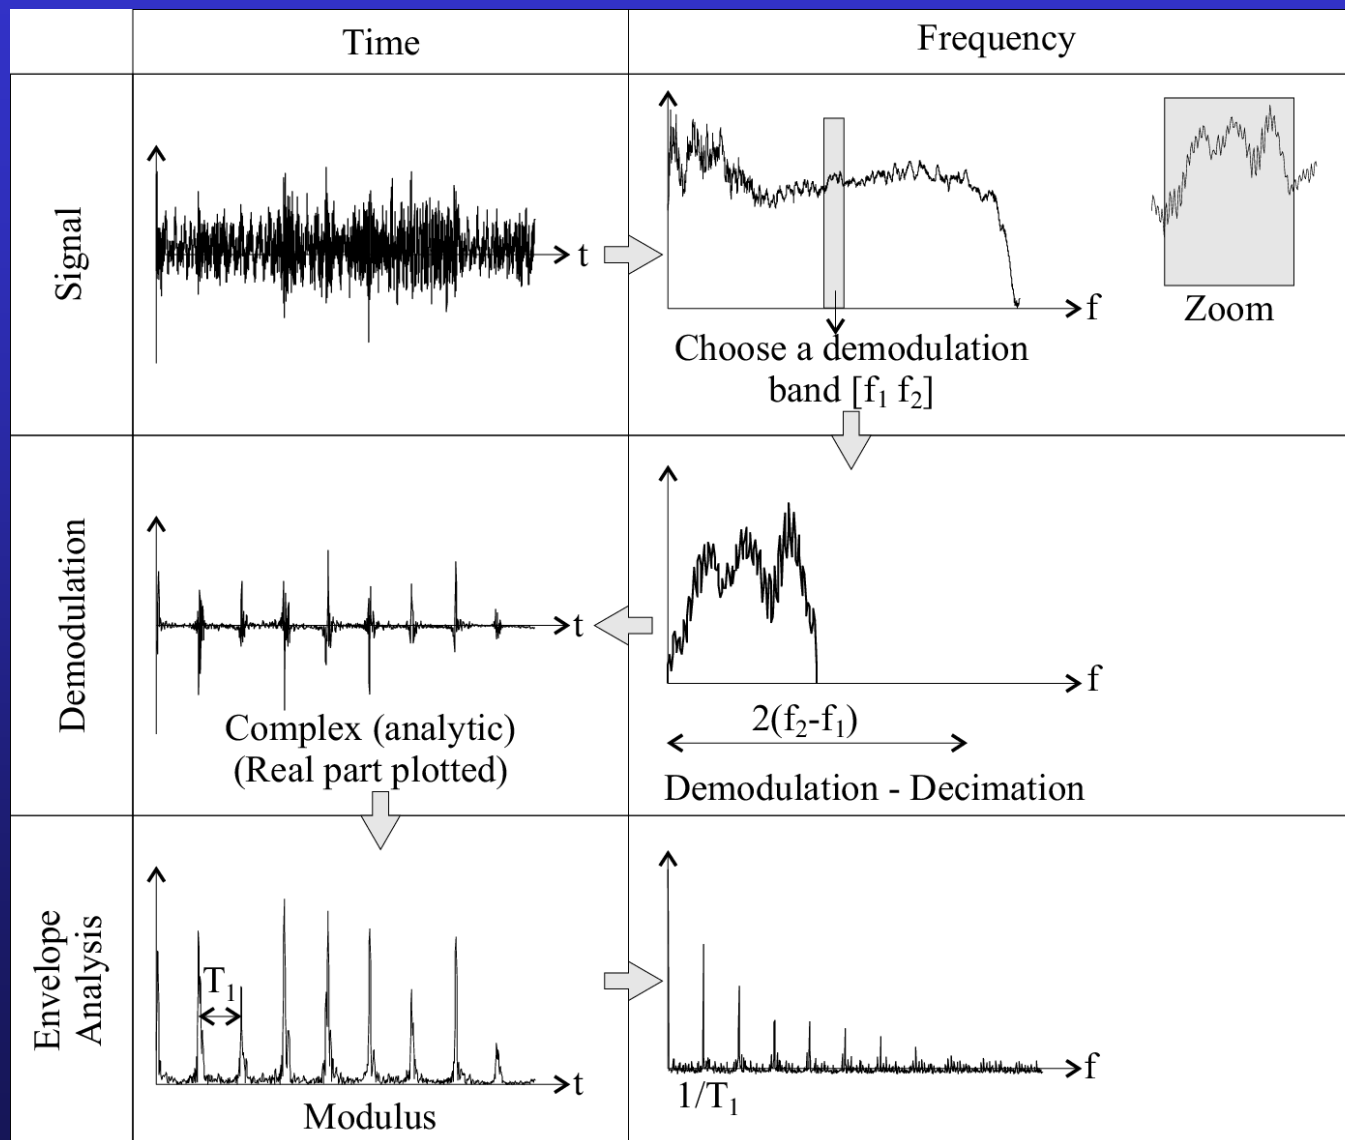 Time
Frequency
Signal
t
f
Zoom
Choose a demodulation
band [f₁ f₂]
Demodulation
t
Complex (analytic)
(Real part plotted)
f
2(f₂-f₁)
Demodulation - Decimation
Envelope
Analysis
T₁
t
Modulus
f
1/T₁